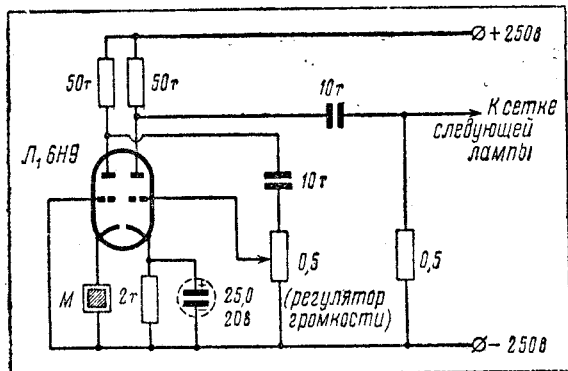 + 250в
50т
50т
10т
К сетке
следующей
лампы
Л₁ 6Н9
10т
М
2т
25,0
20в
0,5
(регулятор
громкости)
0,5
- 250в